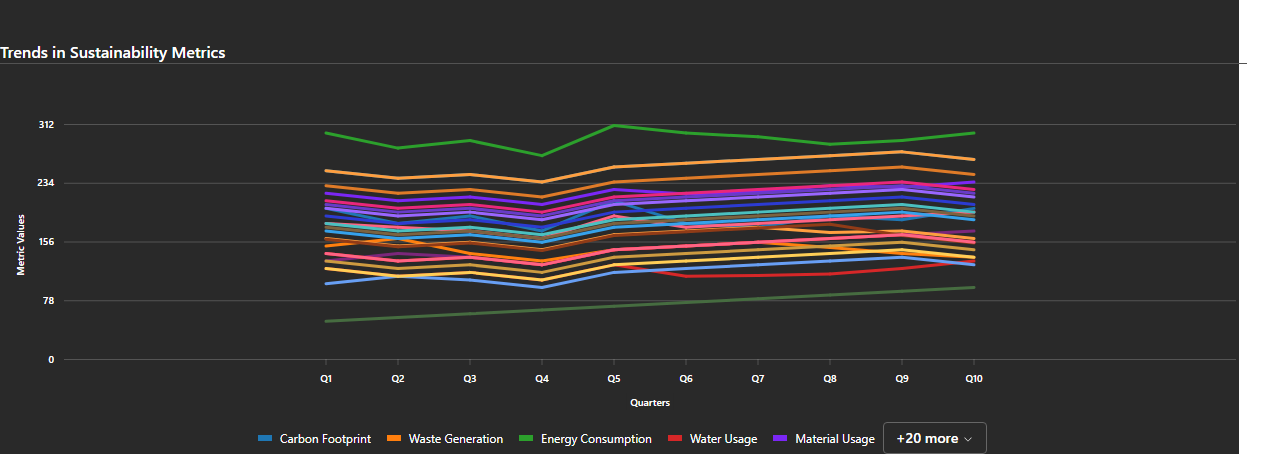 Trends in Sustainability Metrics
312
234
156
78
0
Metric Values
Q1 Q2 Q3 Q4 Q5 Q6 Q7 Q8 Q9 Q10
Quarters
Carbon Footprint Waste Generation Energy Consumption Water Usage Material Usage +20 more